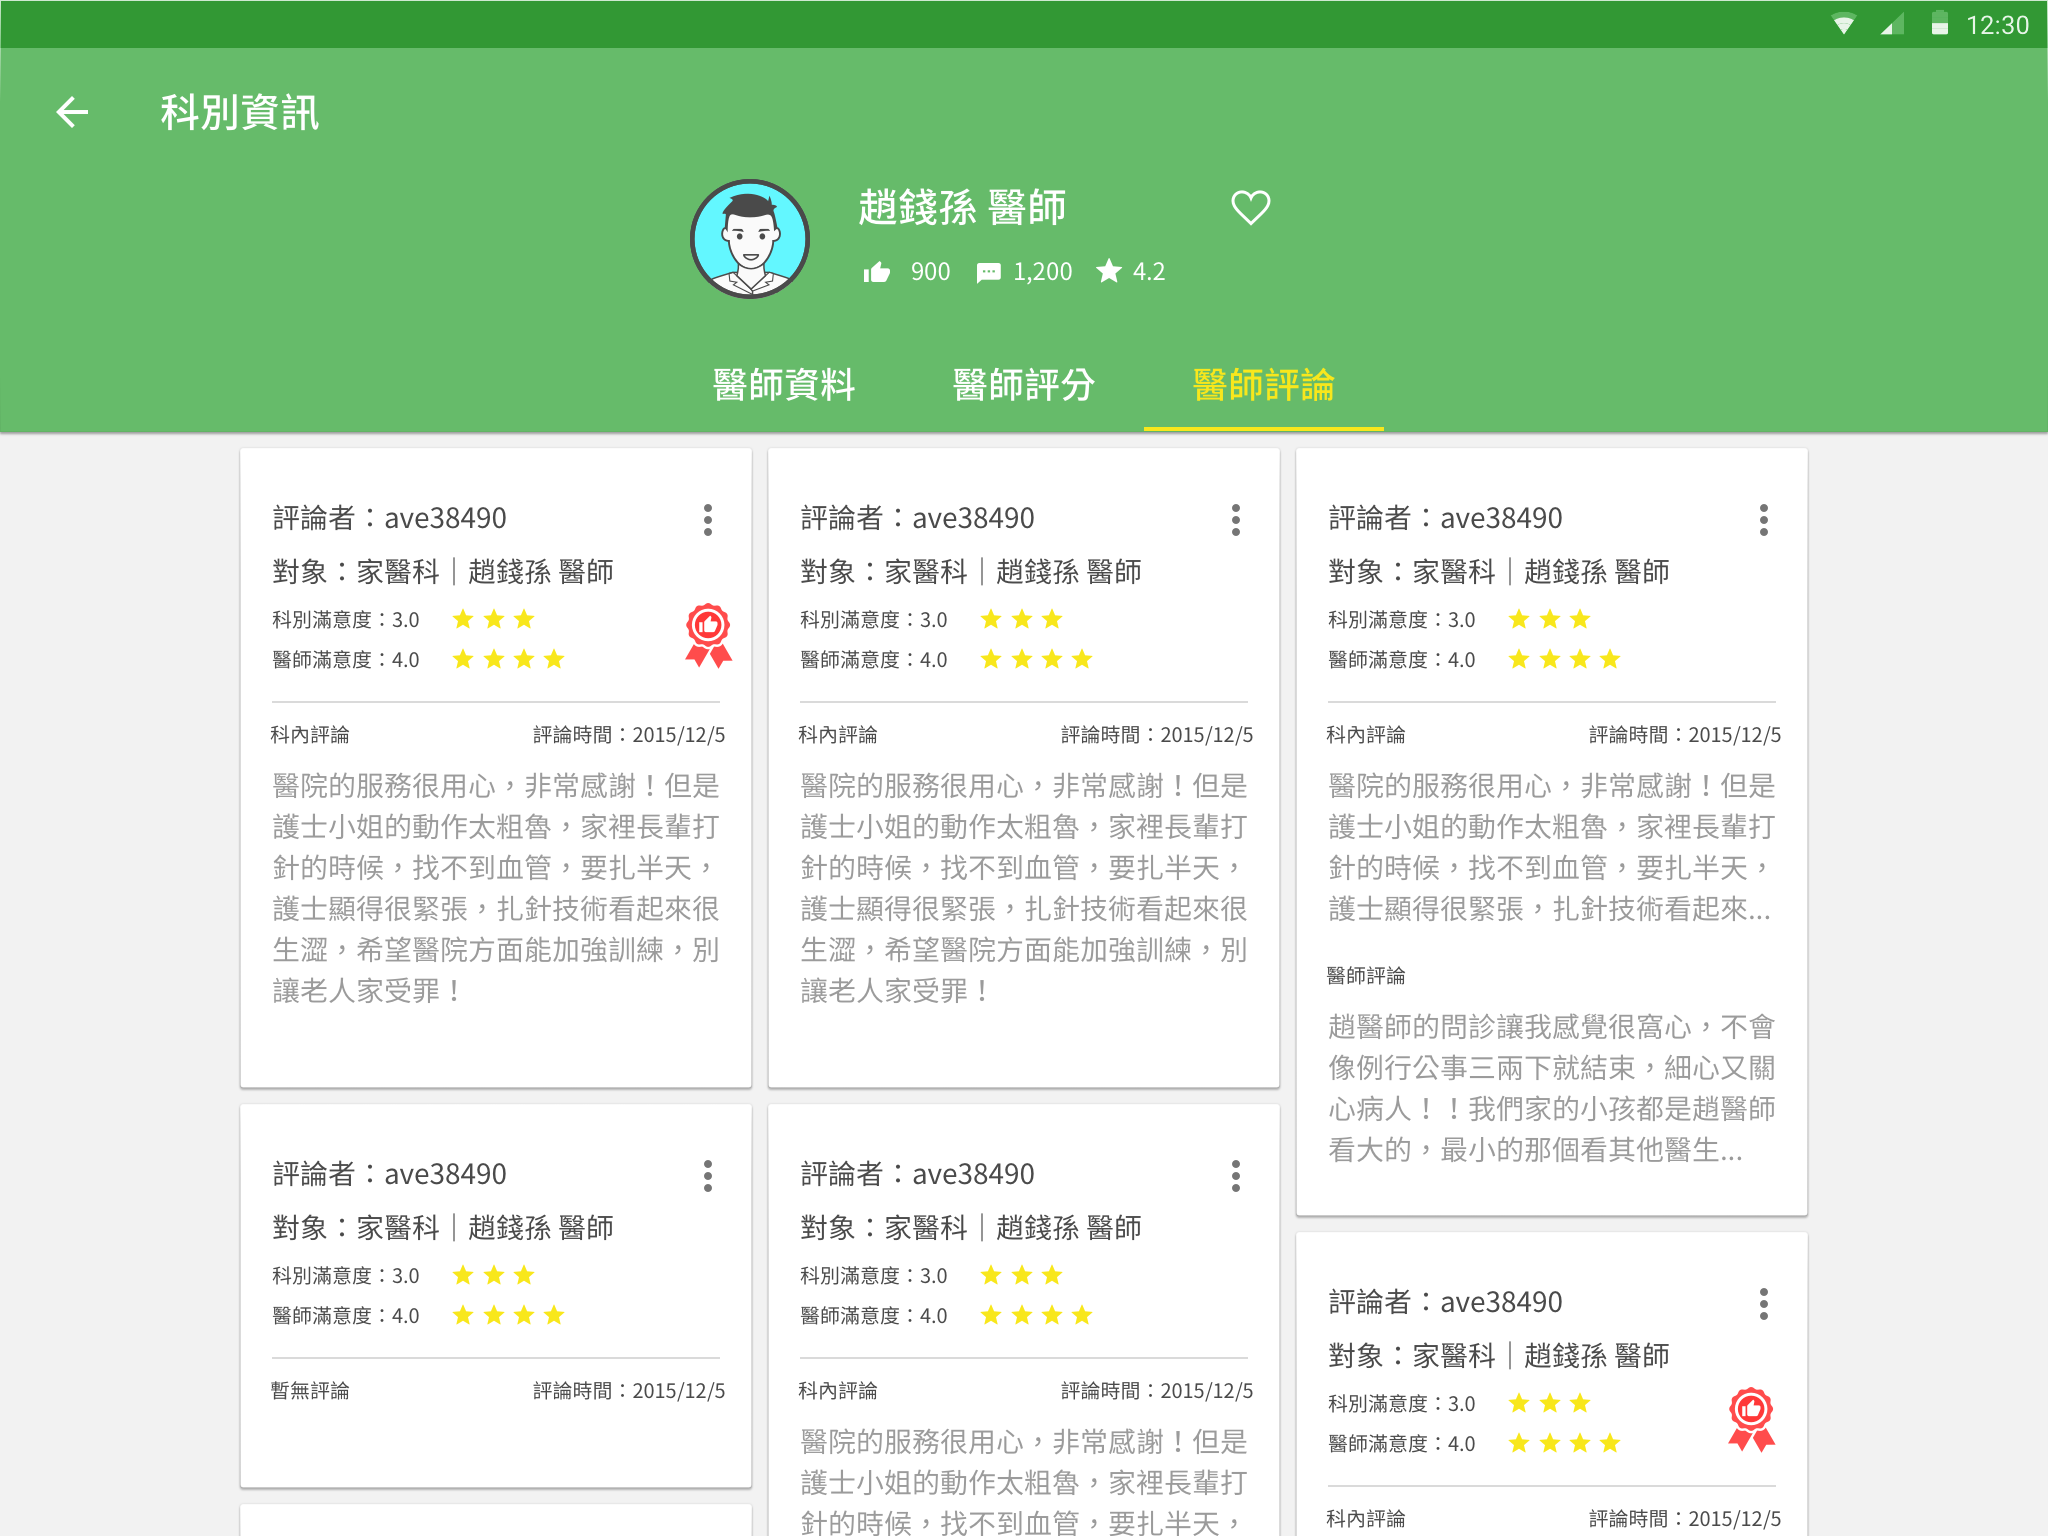 12:30
科別資訊
趙錢孫 醫師
900 1,200 4.2
醫師資料 醫師評分 醫師評論
評論者：ave38490
對象：家醫科｜趙錢孫 醫師
科別滿意度：3.0
醫師滿意度：4.0
科內評論 評論時間：2015/12/5
醫院的服務很用心，非常感謝！但是
護士小姐的動作太粗魯，家裡長輩打
針的時候，找不到血管，要扎半天，
護士顯得很緊張，扎針技術看起來很
生澀，希望醫院方面能加強訓練，別
讓老人家受罪！
評論者：ave38490
對象：家醫科｜趙錢孫 醫師
科別滿意度：3.0
醫師滿意度：4.0
科內評論 評論時間：2015/12/5
醫院的服務很用心，非常感謝！但是
護士小姐的動作太粗魯，家裡長輩打
針的時候，找不到血管，要扎半天，
護士顯得很緊張，扎針技術看起來很
生澀，希望醫院方面能加強訓練，別
讓老人家受罪！
評論者：ave38490
對象：家醫科｜趙錢孫 醫師
科別滿意度：3.0
醫師滿意度：4.0
科內評論 評論時間：2015/12/5
醫院的服務很用心，非常感謝！但是
護士小姐的動作太粗魯，家裡長輩打
針的時候，找不到血管，要扎半天，
護士顯得很緊張，扎針技術看起來...
醫師評論
趙醫師的問診讓我感覺很窩心，不會
像例行公事三兩下就結束，細心又關
心病人！！我們家的小孩都是趙醫師
看大的，最小的那個看其他醫生...
評論者：ave38490
對象：家醫科｜趙錢孫 醫師
科別滿意度：3.0
醫師滿意度：4.0
暫無評論 評論時間：2015/12/5
評論者：ave38490
對象：家醫科｜趙錢孫 醫師
科別滿意度：3.0
醫師滿意度：4.0
科內評論 評論時間：2015/12/5
醫院的服務很用心，非常感謝！但是
護士小姐的動作太粗魯，家裡長輩打
針的時候，找不到血管，要扎半天，
評論者：ave38490
對象：家醫科｜趙錢孫 醫師
科別滿意度：3.0
醫師滿意度：4.0
科內評論 評論時間：2015/12/5